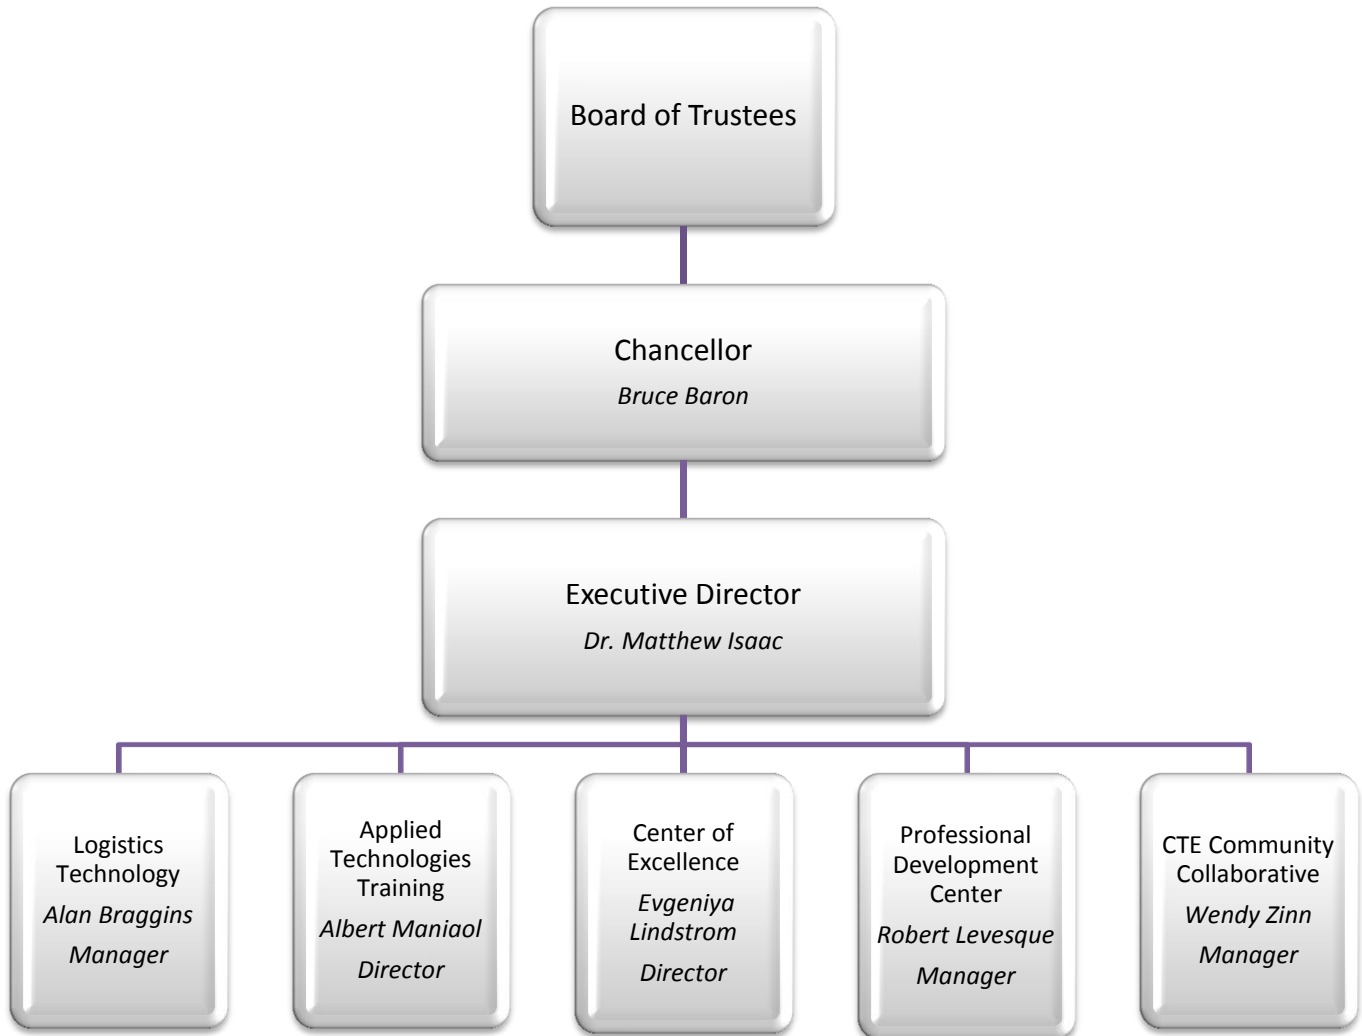 Board of Trustees
Chancellor
Bruce Baron
Executive Director
Dr. Matthew Isaac
Logistics
Technology
Alan Braggins
Manager
Applied
Technologies
Training
Albert Maniaol
Director
Center of
Excellence
Evgeniya
Lindstrom
Director
Professional
Development
Center
Robert Levesque
Manager
CTE Community
Collaborative
Wendy Zinn
Manager